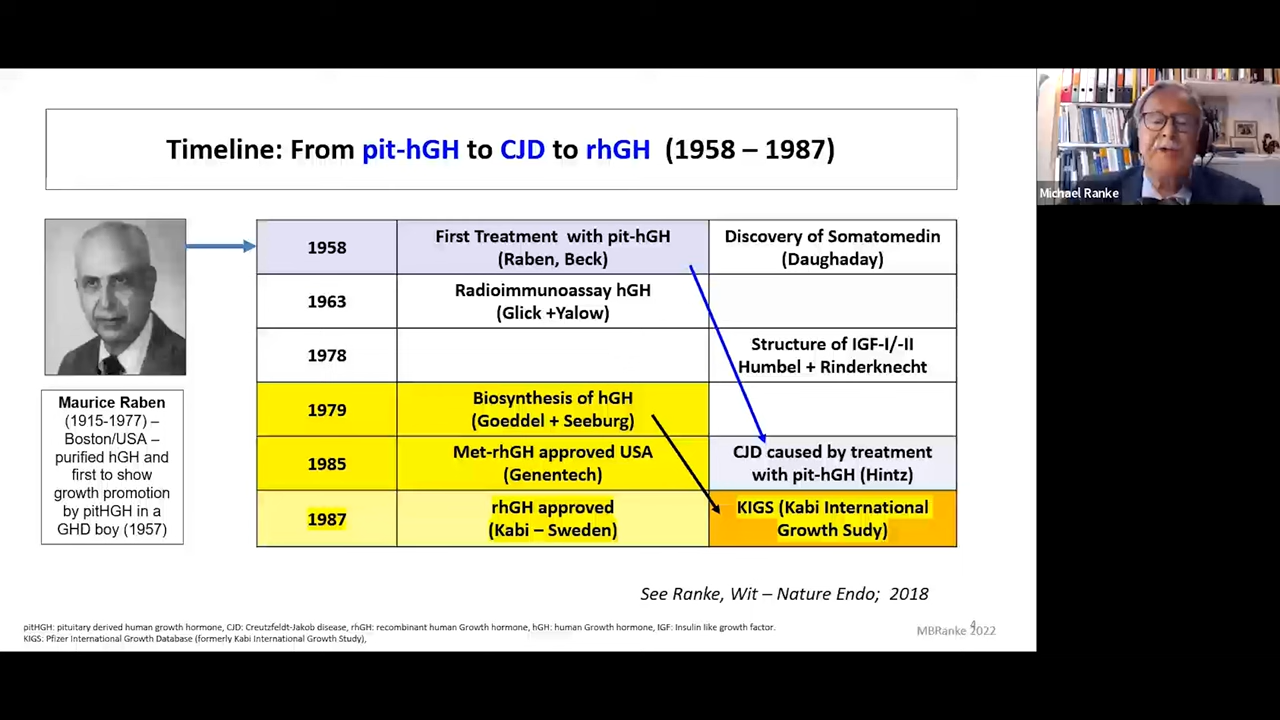 Timeline: From pit-hGH to CJD to rhGH (1958 – 1987)
Michael Ranke
Maurice Raben
(1915-1977) –
Boston/USA –
purified hGH and
first to show
growth promotion
by pitHGH in a
GHD boy (1957)
1958
First Treatment with pit-hGH
(Raben, Beck)
Discovery of Somatomedin
(Daughaday)
1963
Radioimmunoassay hGH
(Glick +Yalow)
1978
Structure of IGF-I/-II
Humbel + Rinderknecht
1979
Biosynthesis of hGH
(Goeddel + Seeburg)
1985
Met-rhGH approved USA
(Genentech)
CJD caused by treatment
with pit-hGH (Hintz)
1987
rhGH approved
(Kabi – Sweden)
KIGS (Kabi International
Growth Sudy)
See Ranke, Wit – Nature Endo; 2018
pitHGH: pituitary derived human growth hormone, CJD: Creutzfeldt-Jakob disease, rhGH: recombinant human Growth hormone, hGH: human Growth hormone, IGF: Insulin like growth factor.
KIGS: Pfizer International Growth Database (formerly Kabi International Growth Study),
4
MBRanke 2022